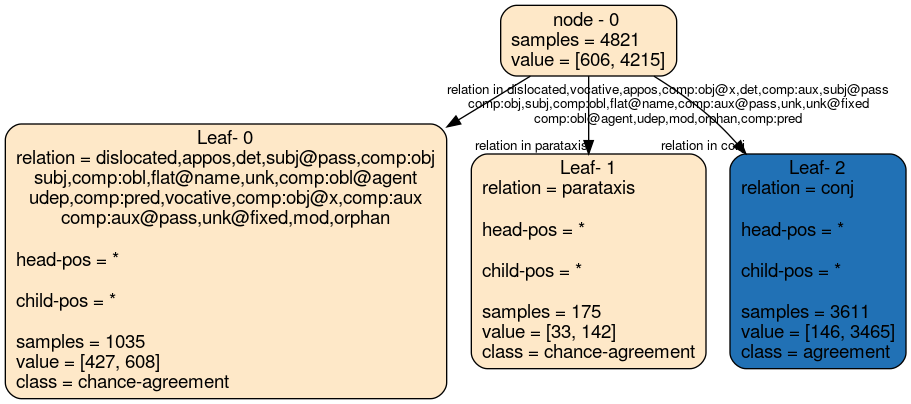 node - 0
samples = 4821
value = [606, 4215]
relation in dislocated,vocative,appos,comp:obj@x,det,comp:aux,subj@pass
comp:obj,subj,comp:obl,flat@name,comp:aux@pass,unk,unk@fixed
comp:obl@agent,udep,mod,orphan,comp:pred
relation in parataxis
relation in conj
Leaf- 0
relation = dislocated,appos,det,subj@pass,comp:obj
subj,comp:obl,flat@name,unk,comp:obl@agent
udep,comp:pred,vocative,comp:obj@x,comp:aux
comp:aux@pass,unk@fixed,mod,orphan
head-pos = *
child-pos = *
samples = 1035
value = [427, 608]
class = chance-agreement
Leaf- 1
relation = parataxis
head-pos = *
child-pos = *
samples = 175
value = [33, 142]
class = chance-agreement
Leaf- 2
relation = conj
head-pos = *
child-pos = *
samples = 3611
value = [146, 3465]
class = agreement